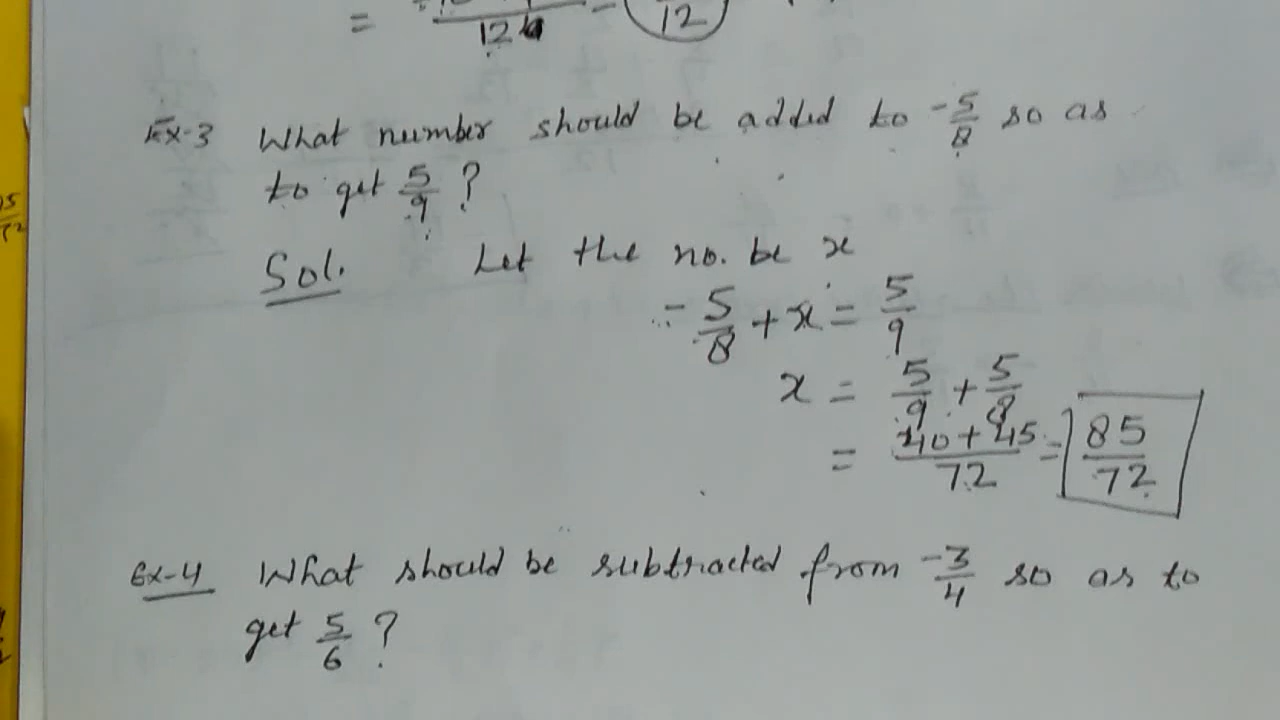 = 12
12
Ex-3 What number should be added to -5/8 so as
to get 5/9 ?
Sol. Let the no. be x
-5/8 + x = 5/9
x = 5/9 + 5/8
= 40+45/72 = 85/72
Ex-4 What should be subtracted from -3/4 so as to
get 5/6 ?